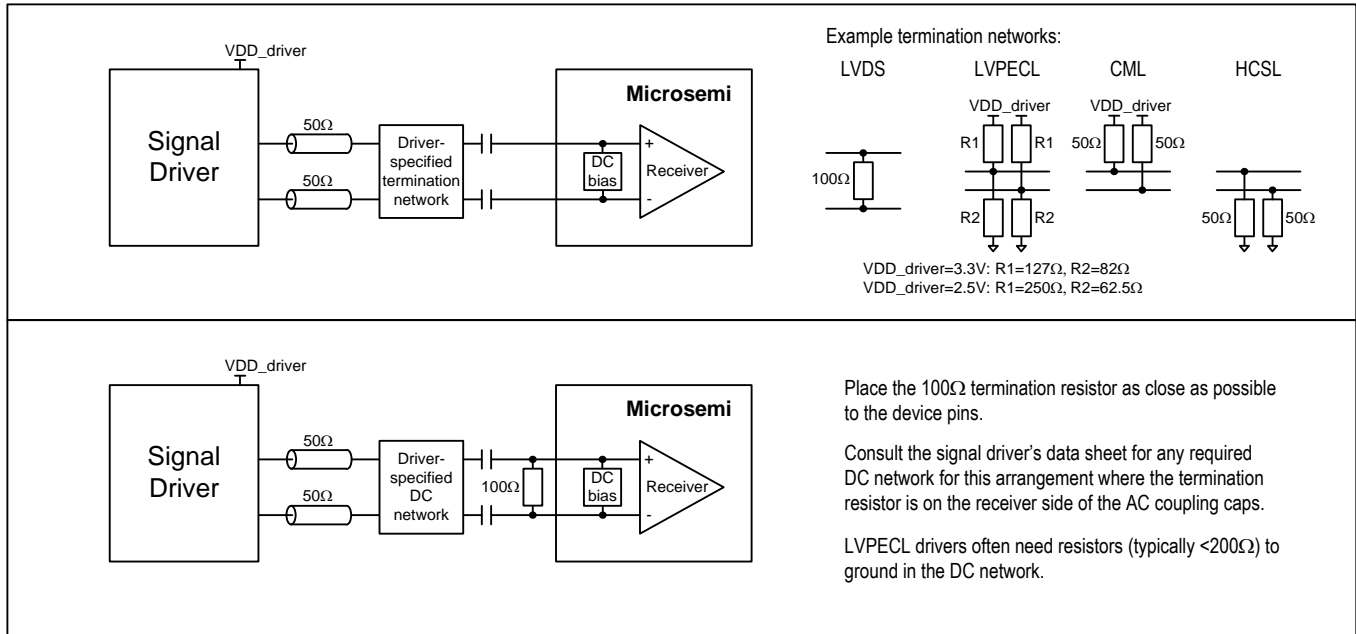 VDD_driver
Signal
Driver
50Ω
50Ω
Driver-
specified
termination
network
Microsemi
+
DC
bias
Receiver
-
Example termination networks:
LVDS
LVPECL
CML
HCSL
100Ω
VDD_driver
R1
R1
R2
R2
VDD_driver
50Ω
50Ω
50Ω
50Ω
VDD_driver=3.3V: R1=127Ω, R2=82Ω
VDD_driver=2.5V: R1=250Ω, R2=62.5Ω
VDD_driver
Signal
Driver
50Ω
50Ω
Driver-
specified
DC
network
100Ω
Microsemi
+
DC
bias
Receiver
-
Place the 100Ω termination resistor as close as possible
to the device pins.
Consult the signal driver's data sheet for any required
DC network for this arrangement where the termination
resistor is on the receiver side of the AC coupling caps.
LVPECL drivers often need resistors (typically <200Ω) to
ground in the DC network.